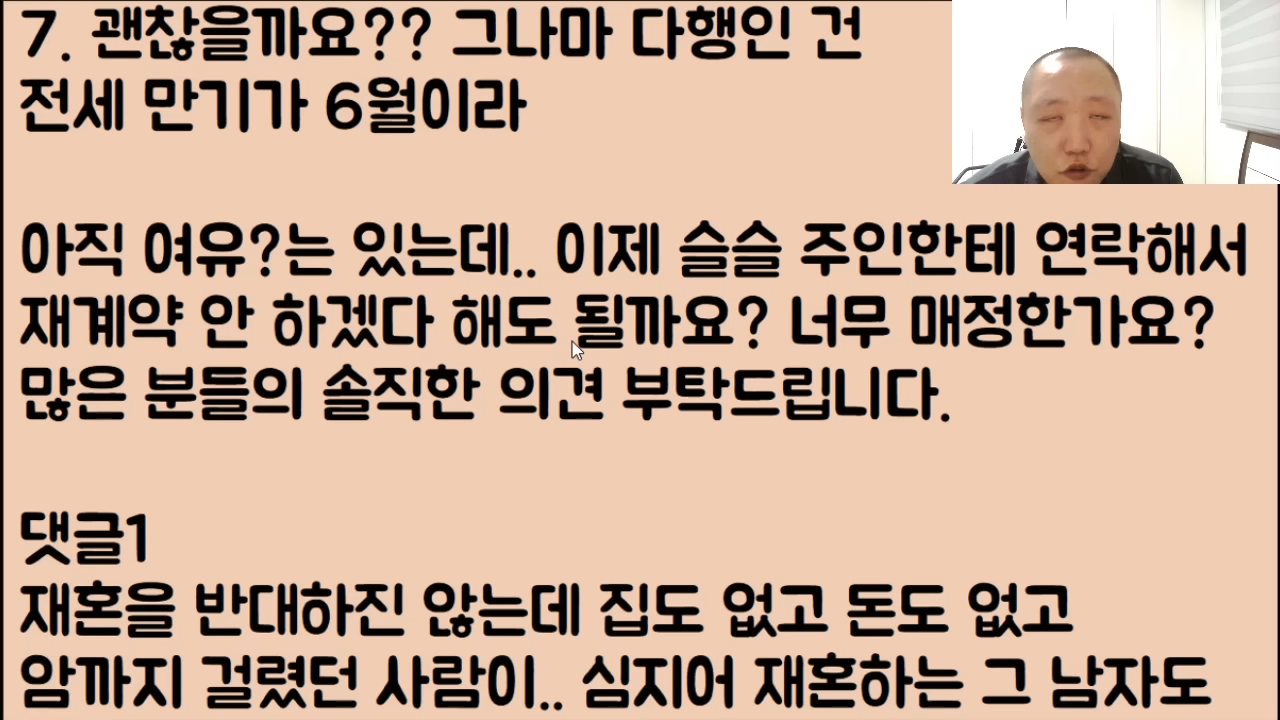 7. 괜찮을까요?? 그나마 다행인 건
전세 만기가 6월이라
아직 여유?는 있는데.. 이제 슬슬 주인한테 연락해서
재계약 안 하겠다 해도 될까요? 너무 매정한가요?
많은 분들의 솔직한 의견 부탁드립니다.
댓글1
재혼을 반대하진 않는데 집도 없고 돈도 없고
암까지 걸렸던 사람이.. 심지어 재혼하는 그 남자도